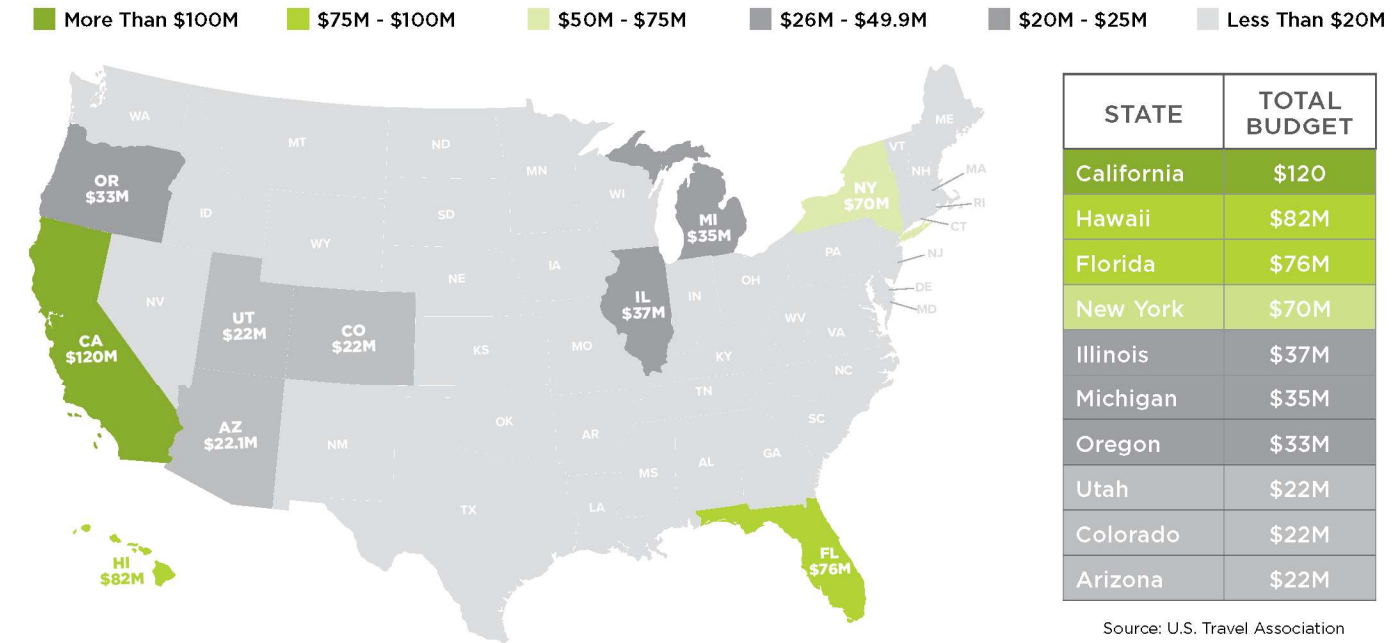 More Than $100M
$75M - $100M
$50M - $75M
$26M - $49.9M
$20M - $25M
Less Than $20M
WA
MT
ND
MN
WI
ME
VT
NH
MA
RI
CT
NJ
DE
MD
OR
$33M
ID
WY
SD
IA
NE
MI
$35M
NY
$70M
PA
OH
IN
IL
$37M
NV
UT
$22M
CO
$22M
KS
MO
KY
WV
VA
NC
TN
SC
CA
$120M
AZ
$22.1M
NM
OK
AR
MS
AL
GA
TX
LA
HI
$82M
FL
$76M
STATE
TOTAL
BUDGET
California $120
Hawaii $82M
Florida $76M
New York $70M
Illinois $37M
Michigan $35M
Oregon $33M
Utah $22M
Colorado $22M
Arizona $22M
Source: U.S. Travel Association